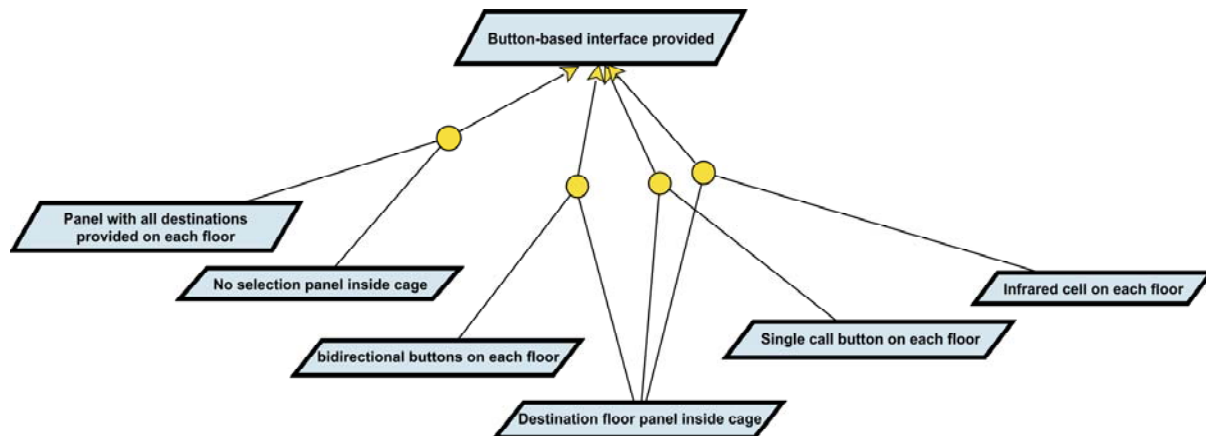 Button-based interface provided
Panel with all destinations
provided on each floor
No selection panel inside cage
Infrared cell on each floor
bidirectional buttons on each floor
Single call button on each floor
Destination floor panel inside cage